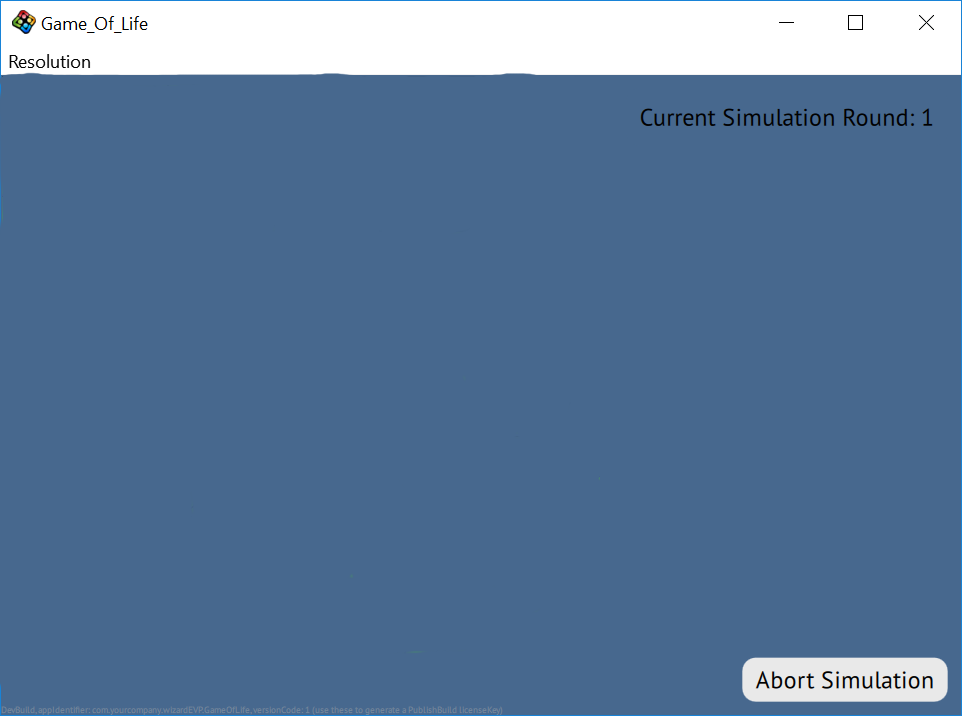 Game_Of_Life
Resolution
Current Simulation Round: 1
Abort Simulation
DevBuild, appIdentifier: com.yourcompany.wizardEVP.GameOfLife, versionCode: 1 (use these to generate a PublishBuild licenseKey)